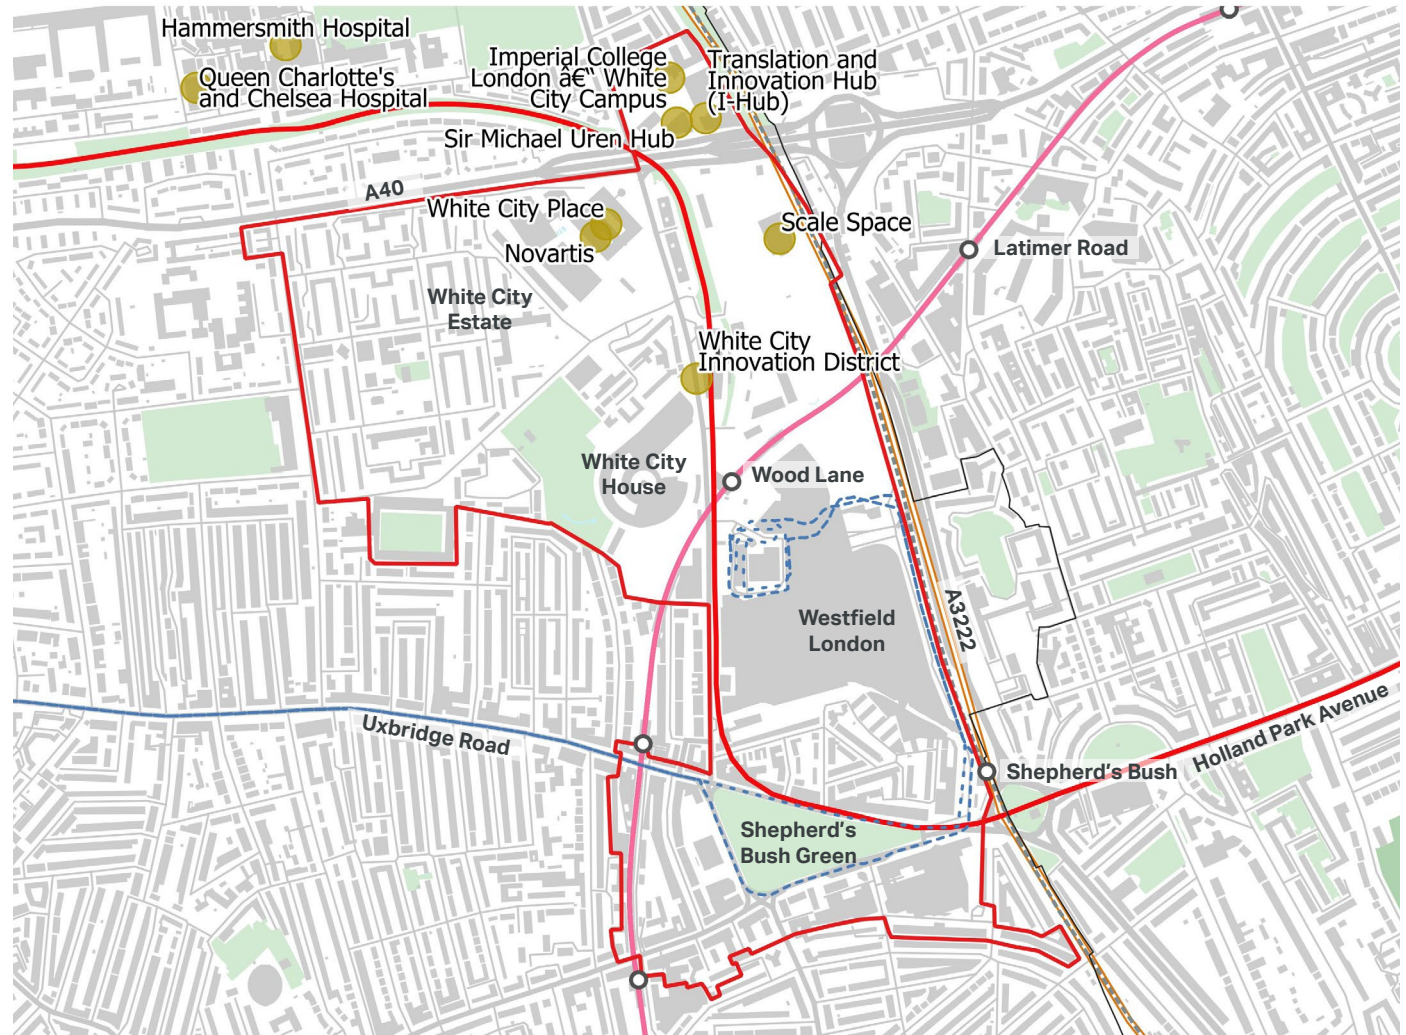 Hammersmith Hospital
Queen Charlotte's
and Chelsea Hospital
Imperial College
London â€“ White
City Campus
Translation and
Innovation Hub
(I-Hub)
Sir Michael Uren Hub
A40
White City Place
Novartis
Scale Space
Latimer Road
White City
Estate
White City
Innovation District
White City
House
Wood Lane
Westfield
London
A3222
Uxbridge Road
Holland Park Avenue
Shepherd's Bush
Shepherd's
Bush Green